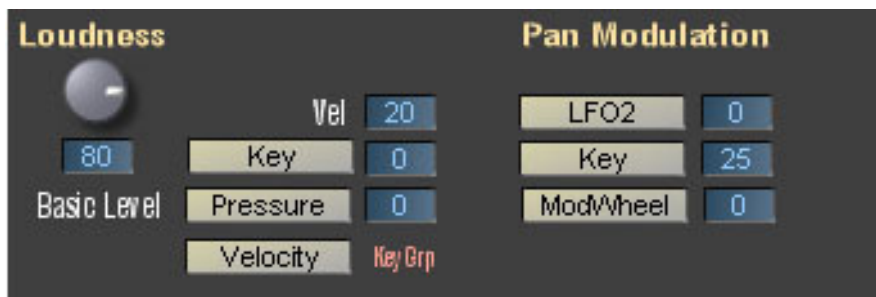 Loudness
Pan Modulation
Vel 20
LFO2 0
80
Key 0
Key 25
Basic Level
Pressure 0
ModWheel 0
Velocity Key Grp